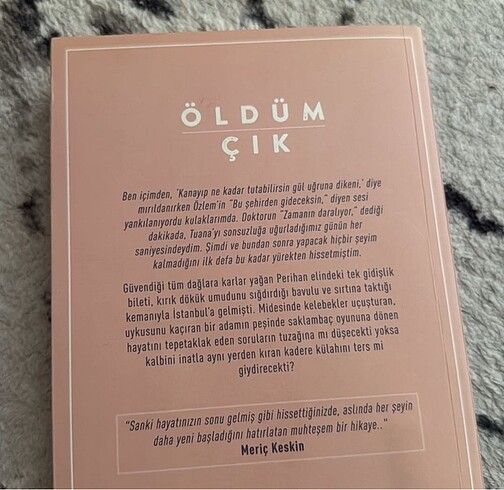 ÖLDÜM
ÇIK
Ben içimden, 'Kanayıp ne kadar tutabilirsin gül uğruna dikeni,' diye
mırıldanırken Özlem'in "Bu şehirden gideceksin," diyen sesi
yankılanıyordu kulaklarımda. Doktorun "Zamanın daralıyor," dediği
dakikada, Tuana'yı sonsuzluğa uğurladığımız günün her
saniyesindeydim. Şimdi ve bundan sonra yapacak hiçbir şeyim
kalmadığını ilk defa bu kadar yürekten hissetmiştim.
Güvendiği tüm dağlara karlar yağan Perihan elindeki tek gidişlik
bileti, kırık dökük umudunu sığdırdığı bavulu ve sırtına taktığı
kemanıyla İstanbul'a gelmişti. Midesinde kelebekler uçuşturan,
uykusunu kaçıran bir adamın peşinde saklambaç oyununa dönen
hayatını tepetaklak eden soruların tuzağına mı düşecekti yoksa
kalbini inatla aynı yerden kıran kadere külahını ters mi
giydirecekti?
"Sanki hayatınızın sonu gelmiş gibi hissettiğinizde, aslında her şeyin
daha yeni başladığını hatırlatan muhteşem bir hikaye.."
Meriç Keskin